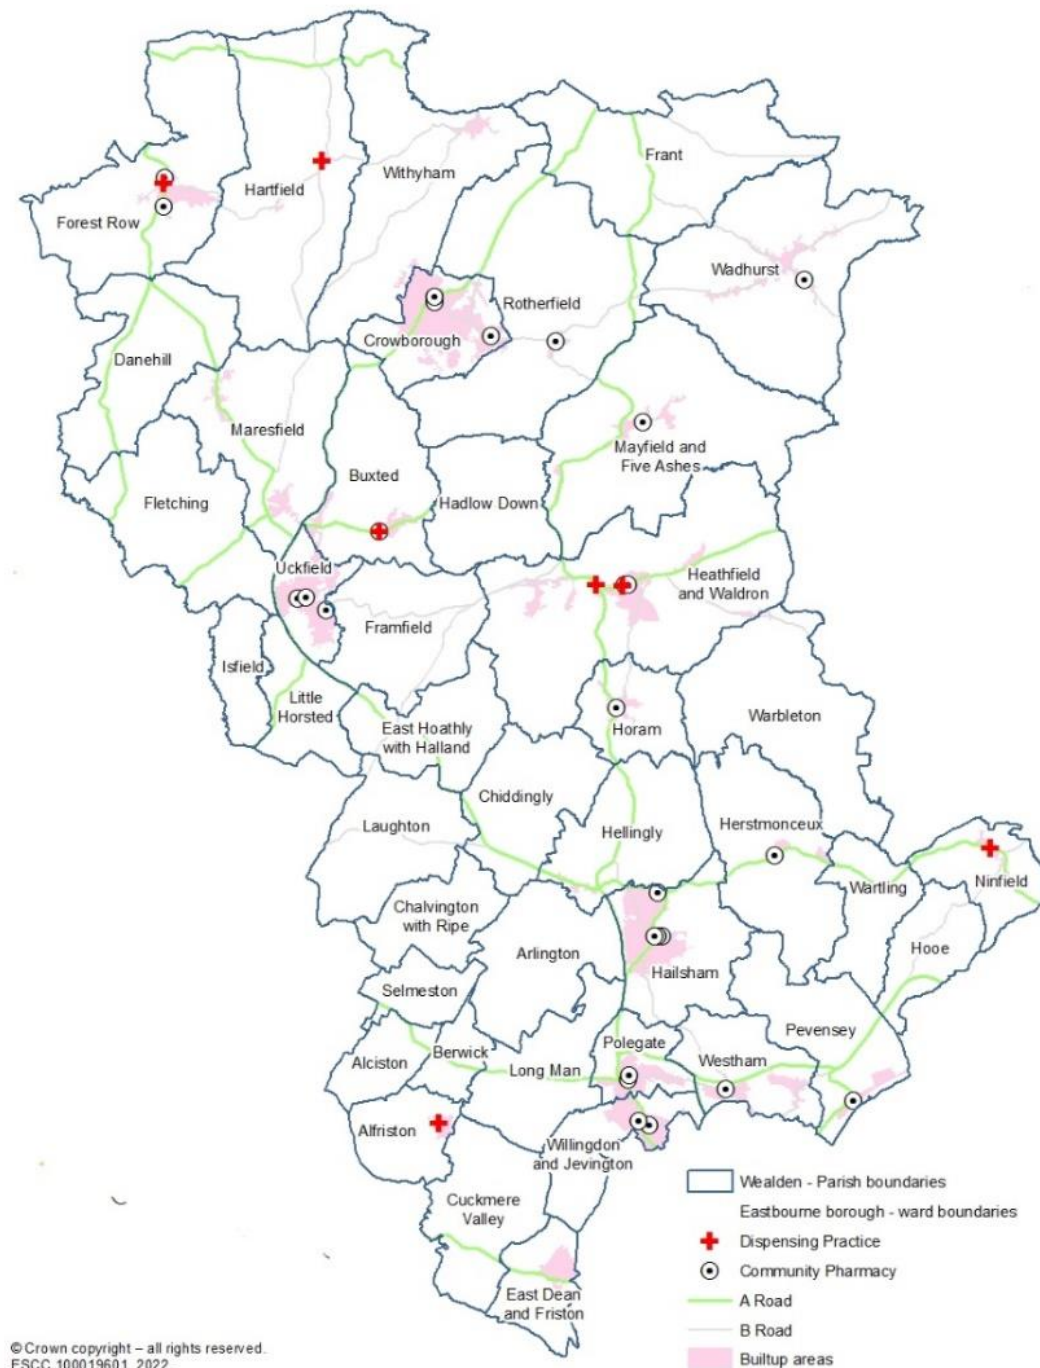 Frant
Withyham
Hartfield
Forest Row
Wadhurst
Rotherfield
Crowborough
Danehill
Maresfield
Mayfield and
Five Ashes
Buxted
Fletching
Hadlow Down
Uckfield
Heathfield
and Waldron
Framfield
Isfield
Little
Horsted
East Hoathly
with Halland
Horam
Warbleton
Chiddingly
Laughton
Hellingly
Herstmonceux
Wartling
Ninfield
Chalvington
with Ripe
Arlington
Hooe
Hailsham
Selmeston
Pevensey
Polegate
Berwick
Westham
Alciston
Long Man
Alfriston
Willingdon
and Jevington
Cuckmere
Valley
East Dean
and Friston
Wealden - Parish boundaries
Eastbourne borough - ward boundaries
Dispensing Practice
Community Pharmacy
A Road
B Road
Builtup areas
© Crown copyright – all rights reserved.
ESCC 100019601, 2022